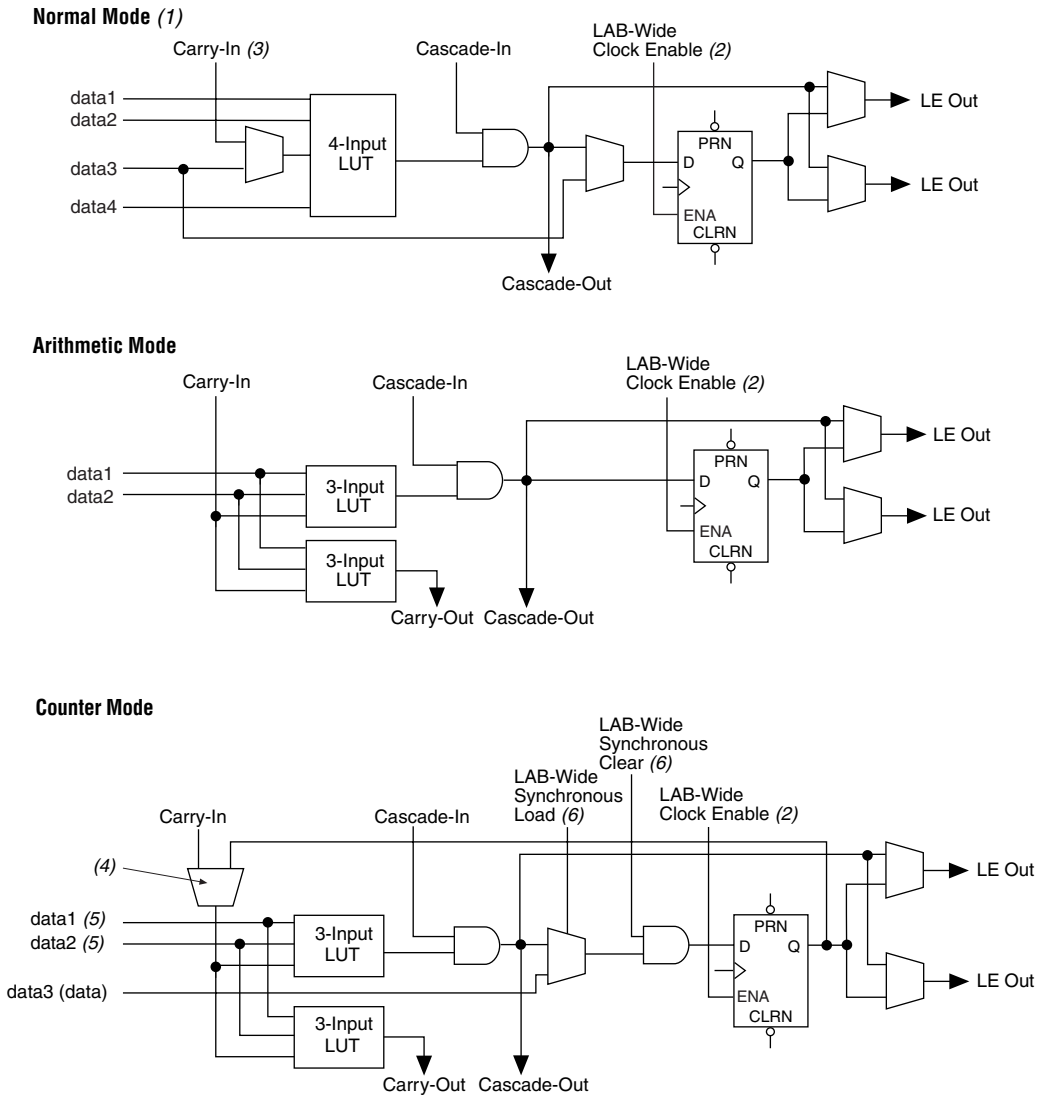 Normal Mode (1)
Carry-In (3)
Cascade-In
LAB-Wide
Clock Enable (2)
data1
data2
data3
data4
4-Input
LUT
PRN
D
Q
ENA
CLRN
LE Out
LE Out
Cascade-Out
Arithmetic Mode
Carry-In
Cascade-In
LAB-Wide
Clock Enable (2)
data1
data2
3-Input
LUT
3-Input
LUT
PRN
D
Q
ENA
CLRN
LE Out
LE Out
Carry-Out
Cascade-Out
Counter Mode
Carry-In
Cascade-In
LAB-Wide
Synchronous
Load (6)
LAB-Wide
Synchronous
Clear (6)
LAB-Wide
Clock Enable (2)
(4)
data1 (5)
data2 (5)
data3 (data)
3-Input
LUT
3-Input
LUT
PRN
D
Q
ENA
CLRN
LE Out
LE Out
Carry-Out
Cascade-Out